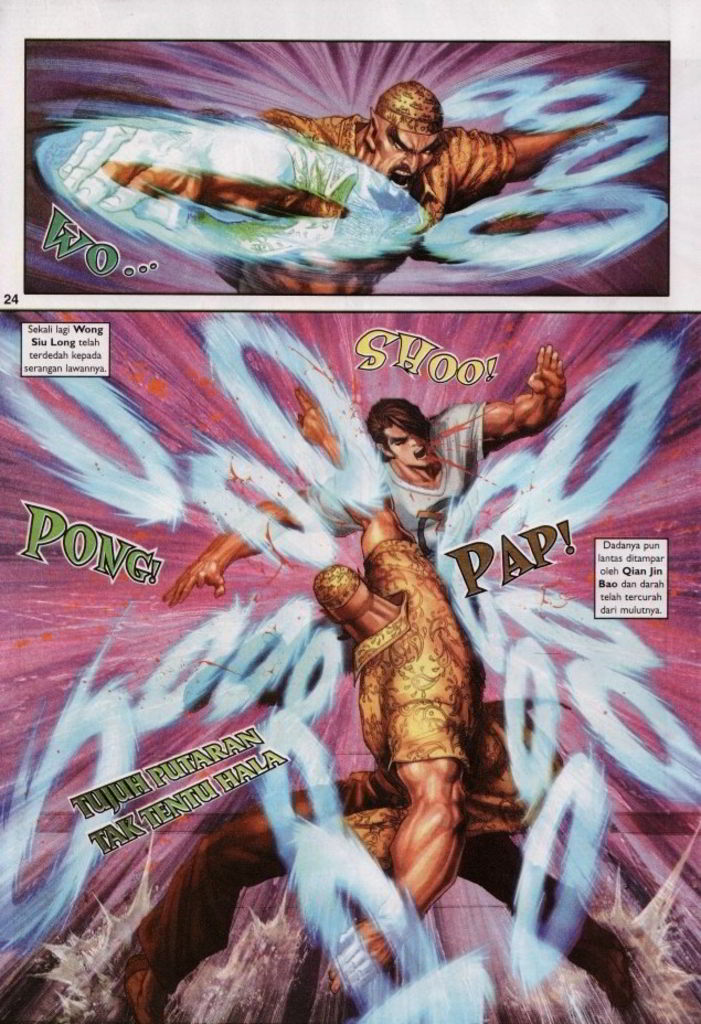 WO...
24
Sekali lagi Wong
Siu Long telah
terdedah kepada
serangan lawannya.
SHOO!
PONG!
PAP!
Dadanya pun
lantas ditampar
oleh Qian Jin
Bao dan darah
telah tercurah
dari mulutnya.
TUJUH PUTARAN
TAK TENTU HALA